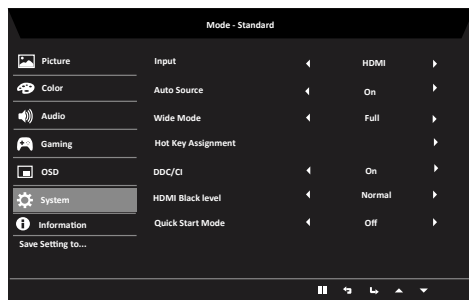 Mode - Standard
Picture
Input HDMI
Color
Auto Source On
Audio
Wide Mode Full
Gaming
Hot Key Assignment
OSD
DDC/CI On
System
HDMI Black level Normal
Information
Quick Start Mode Off
Save Setting to...